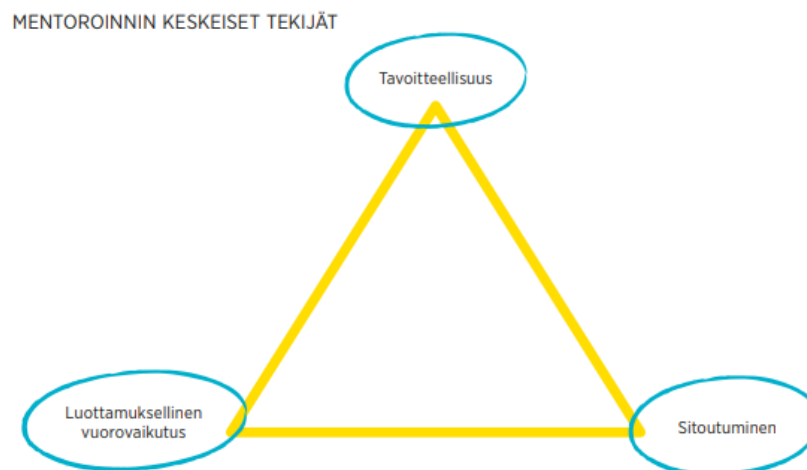 MENTOROINNIN KESKEISET TEKIJÄT
Tavoitteellisuus
Luottamuksellinen
vuorovaikutus
Sitoutuminen